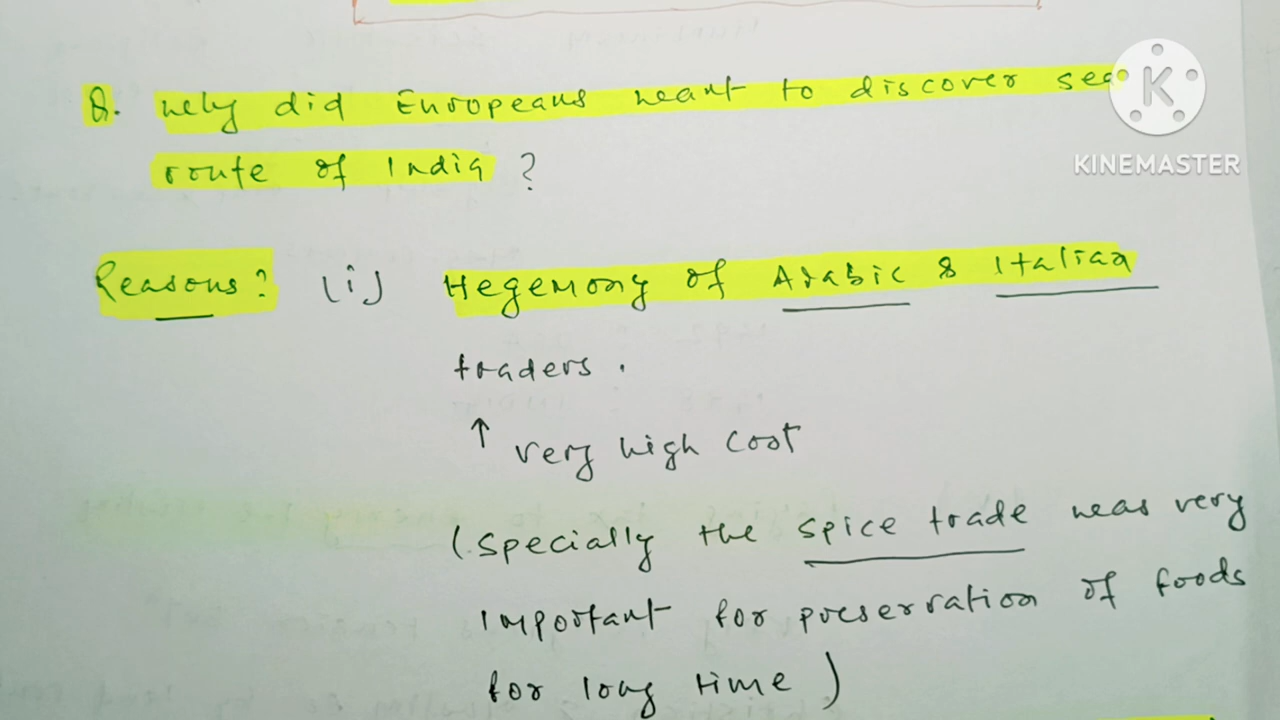 Q. why did Europeans want to discover sea
route of India ?
Reasons? (i) Hegemony of Arabic & Italian
traders.
↑ very high cost
(specially the spice trade was very
important for preservation of foods
for long time)
K
KINEMASTER